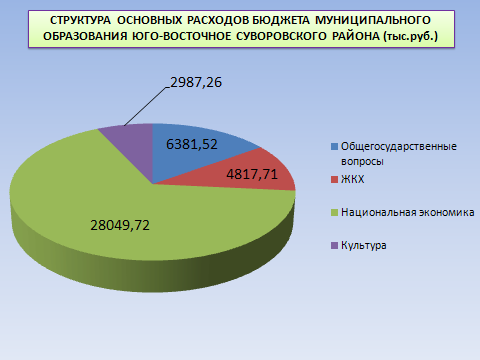 СТРУКТУРА ОСНОВНЫХ РАСХОДОВ БЮДЖЕТА МУНИЦИПАЛЬНОГО
ОБРАЗОВАНИЯ ЮГО-ВОСТОЧНОЕ СУВОРОВСКОГО РАЙОНА (тыс.руб.)
2987,26
6381,52
4817,71
28049,72
Общегосударственные
вопросы
ЖКХ
Национальная экономика
Культура